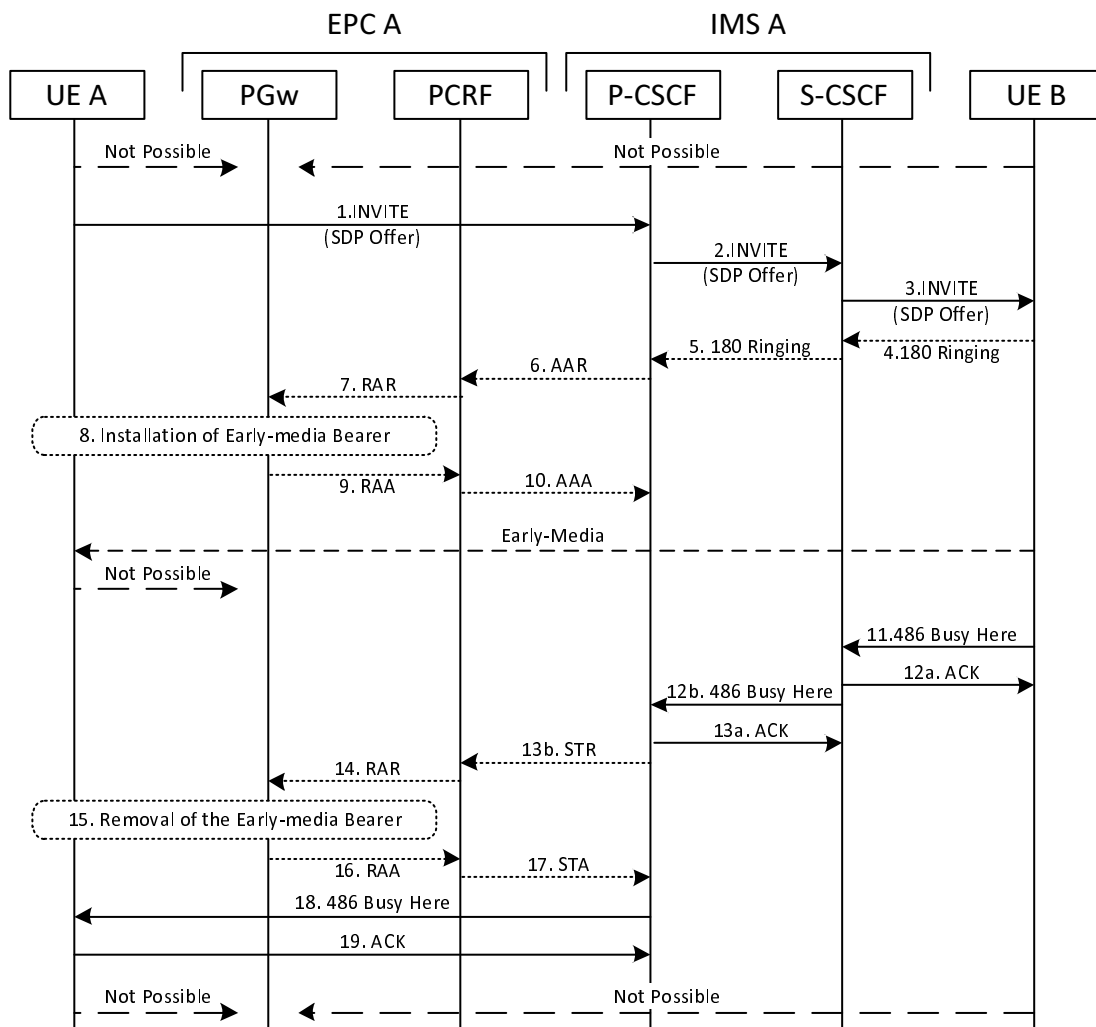 EPC A
IMS A
UE A
PGw
PCRF
P-CSCF
S-CSCF
UE B
Not Possible
Not Possible
1.INVITE
(SDP Offer)
2.INVITE
(SDP Offer)
3.INVITE
(SDP Offer)
4.180 Ringing
5. 180 Ringing
6. AAR
7. RAR
8. Installation of Early-media Bearer
9. RAA
10. AAA
Early-Media
Not Possible
11.486 Busy Here
12a. ACK
12b. 486 Busy Here
13a. ACK
13b. STR
14. RAR
15. Removal of the Early-media Bearer
16. RAA
17. STA
18. 486 Busy Here
19. ACK
Not Possible
Not Possible